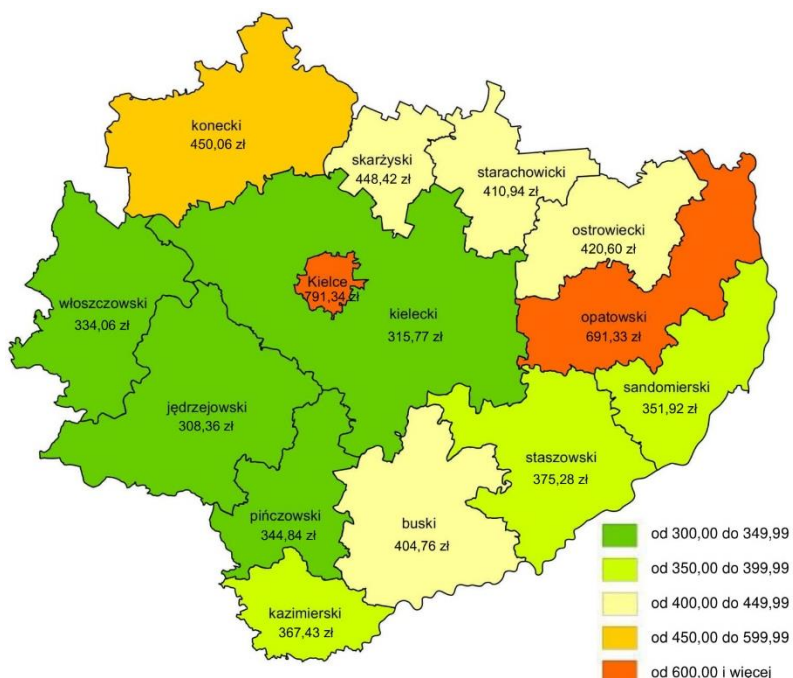 konecki
450,06 zł
skarżyski
448,42 zł
starachowicki
410,94 zł
ostrowiecki
420,60 zł
Kielce
791,34 zł
włoszczowski
334,06 zł
kielecki
315,77 zł
opatowski
691,33 zł
sandomierski
351,92 zł
jędrzejowski
308,36 zł
staszowski
375,28 zł
pińczowski
344,84 zł
buski
404,76 zł
kazimierski
367,43 zł
od 300,00 do 349,99
od 350,00 do 399,99
od 400,00 do 449,99
od 450,00 do 599,99
od 600,00 i więcej